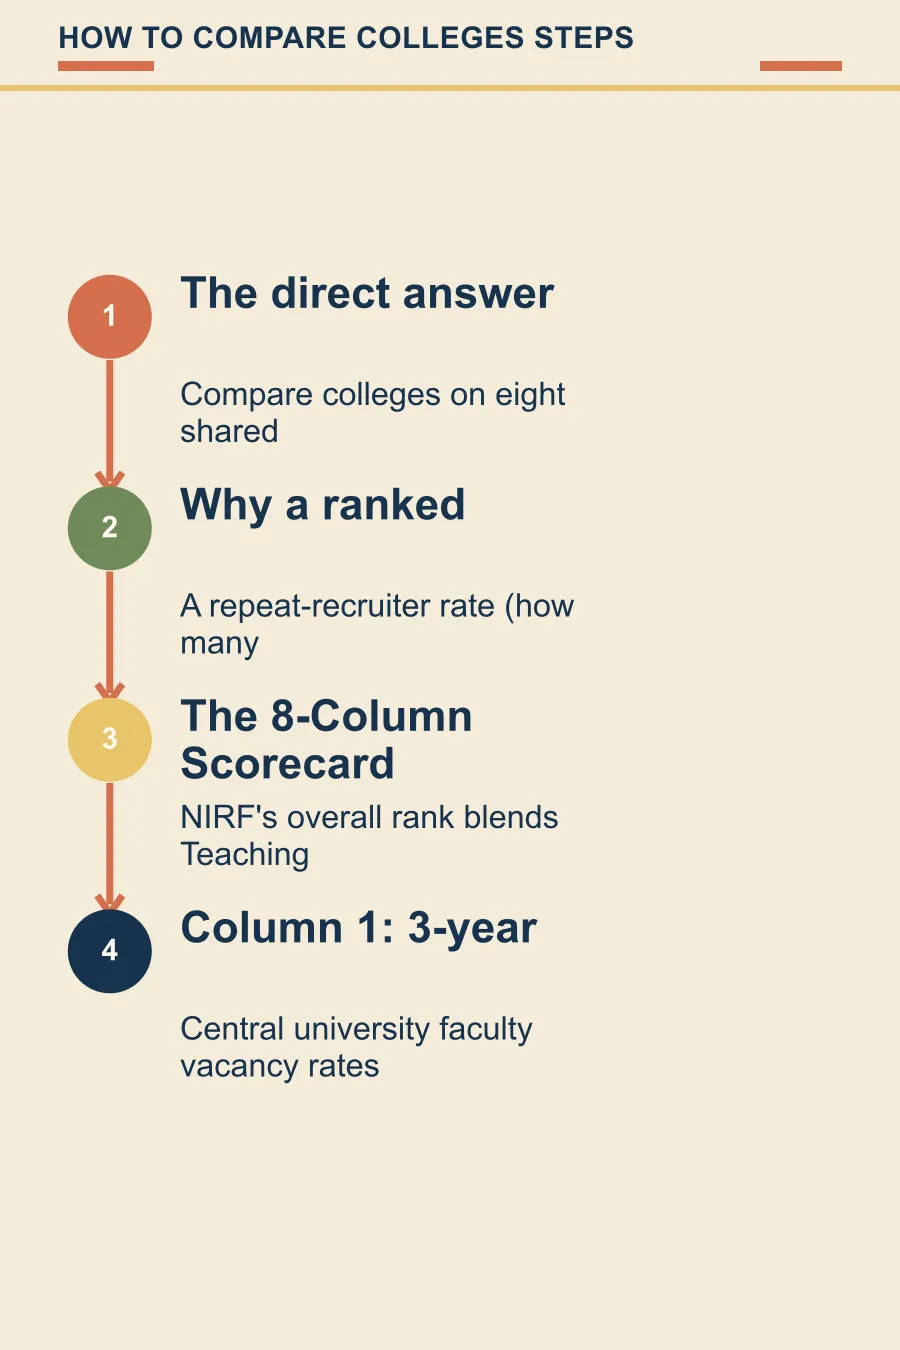 HOW TO COMPARE COLLEGES STEPS
1
The direct answer
Compare colleges on eight
shared
2
Why a ranked
A repeat-recruiter rate (how
many
3
The 8-Column
Scorecard
NIRF's overall rank blends
Teaching
4
Column 1: 3-year
Central university faculty
vacancy rates